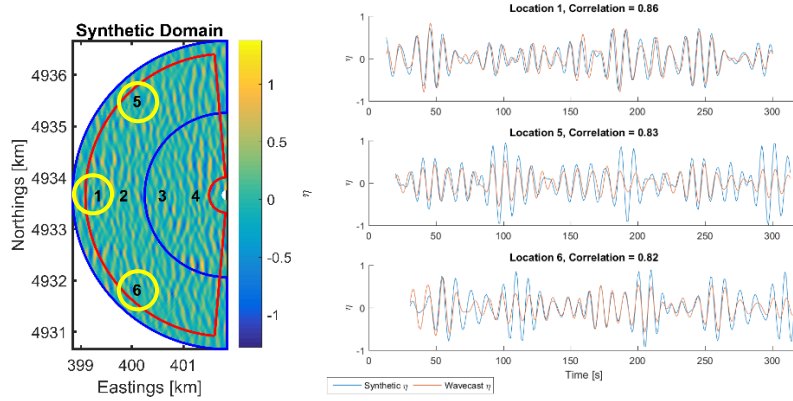 Synthetic Domain
4936
4935
4934
4933
4932
4931
Northings [km]
5
1 2 3 4
6
399 400 401
Eastings [km]
1
0.5
0
-0.5
-1
η
Location 1, Correlation = 0.86
1
0
-1
η
0 50 100 150 200 250 300
Location 5, Correlation = 0.83
1
0
-1
η
0 50 100 150 200 250 300
Location 6, Correlation = 0.82
1
0
-1
η
0 50 100 150 200 250 300
Time [s]
Synthetic η Wavecast η